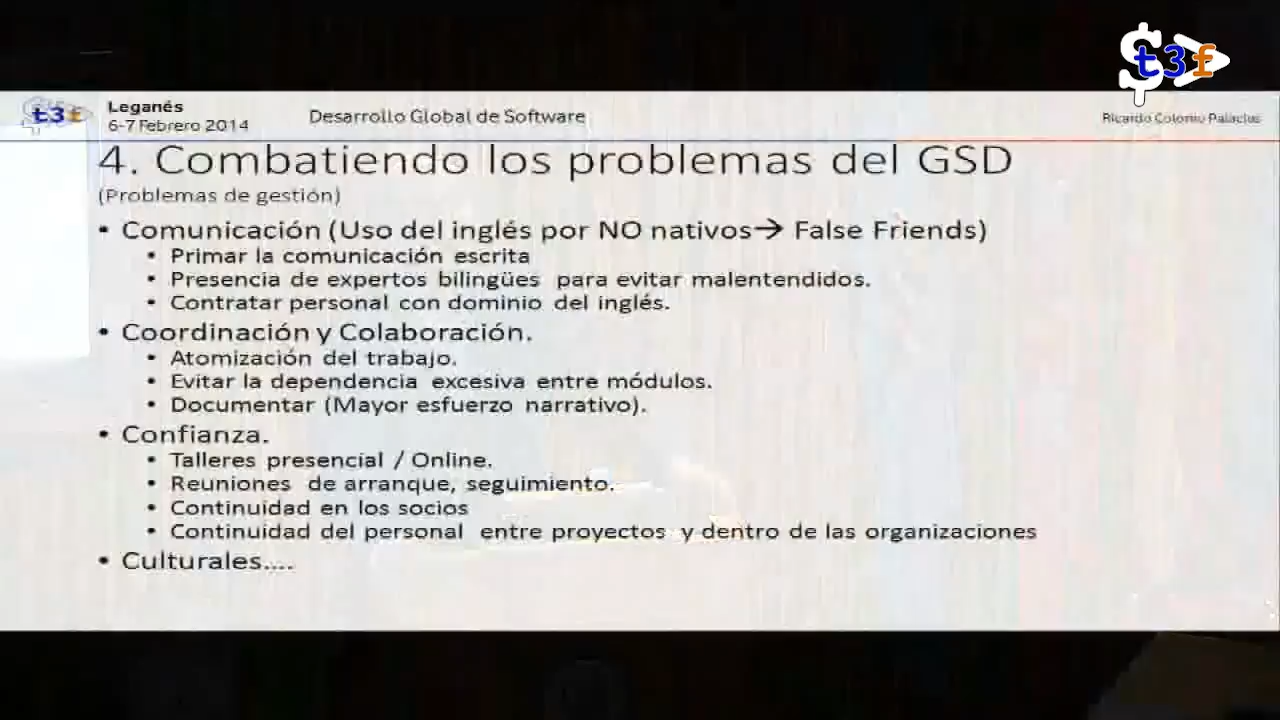 t3f
t3f
Leganés
6-7 Febrero 2014
Desarrollo Global de Software
Ricardo Colomo Palacios
4. Combatiendo los problemas del GSD
(Problemas de gestión)
• Comunicación (Uso del inglés por NO nativos→ False Friends)
• Primar la comunicación escrita
• Presencia de expertos bilingües para evitar malentendidos.
• Contratar personal con dominio del inglés.
• Coordinación y Colaboración.
• Atomización del trabajo.
• Evitar la dependencia excesiva entre módulos.
• Documentar (Mayor esfuerzo narrativo).
• Confianza.
• Talleres presencial / Online.
• Reuniones de arranque, seguimiento.
• Continuidad en los socios
• Continuidad del personal entre proyectos y dentro de las organizaciones
• Culturales....